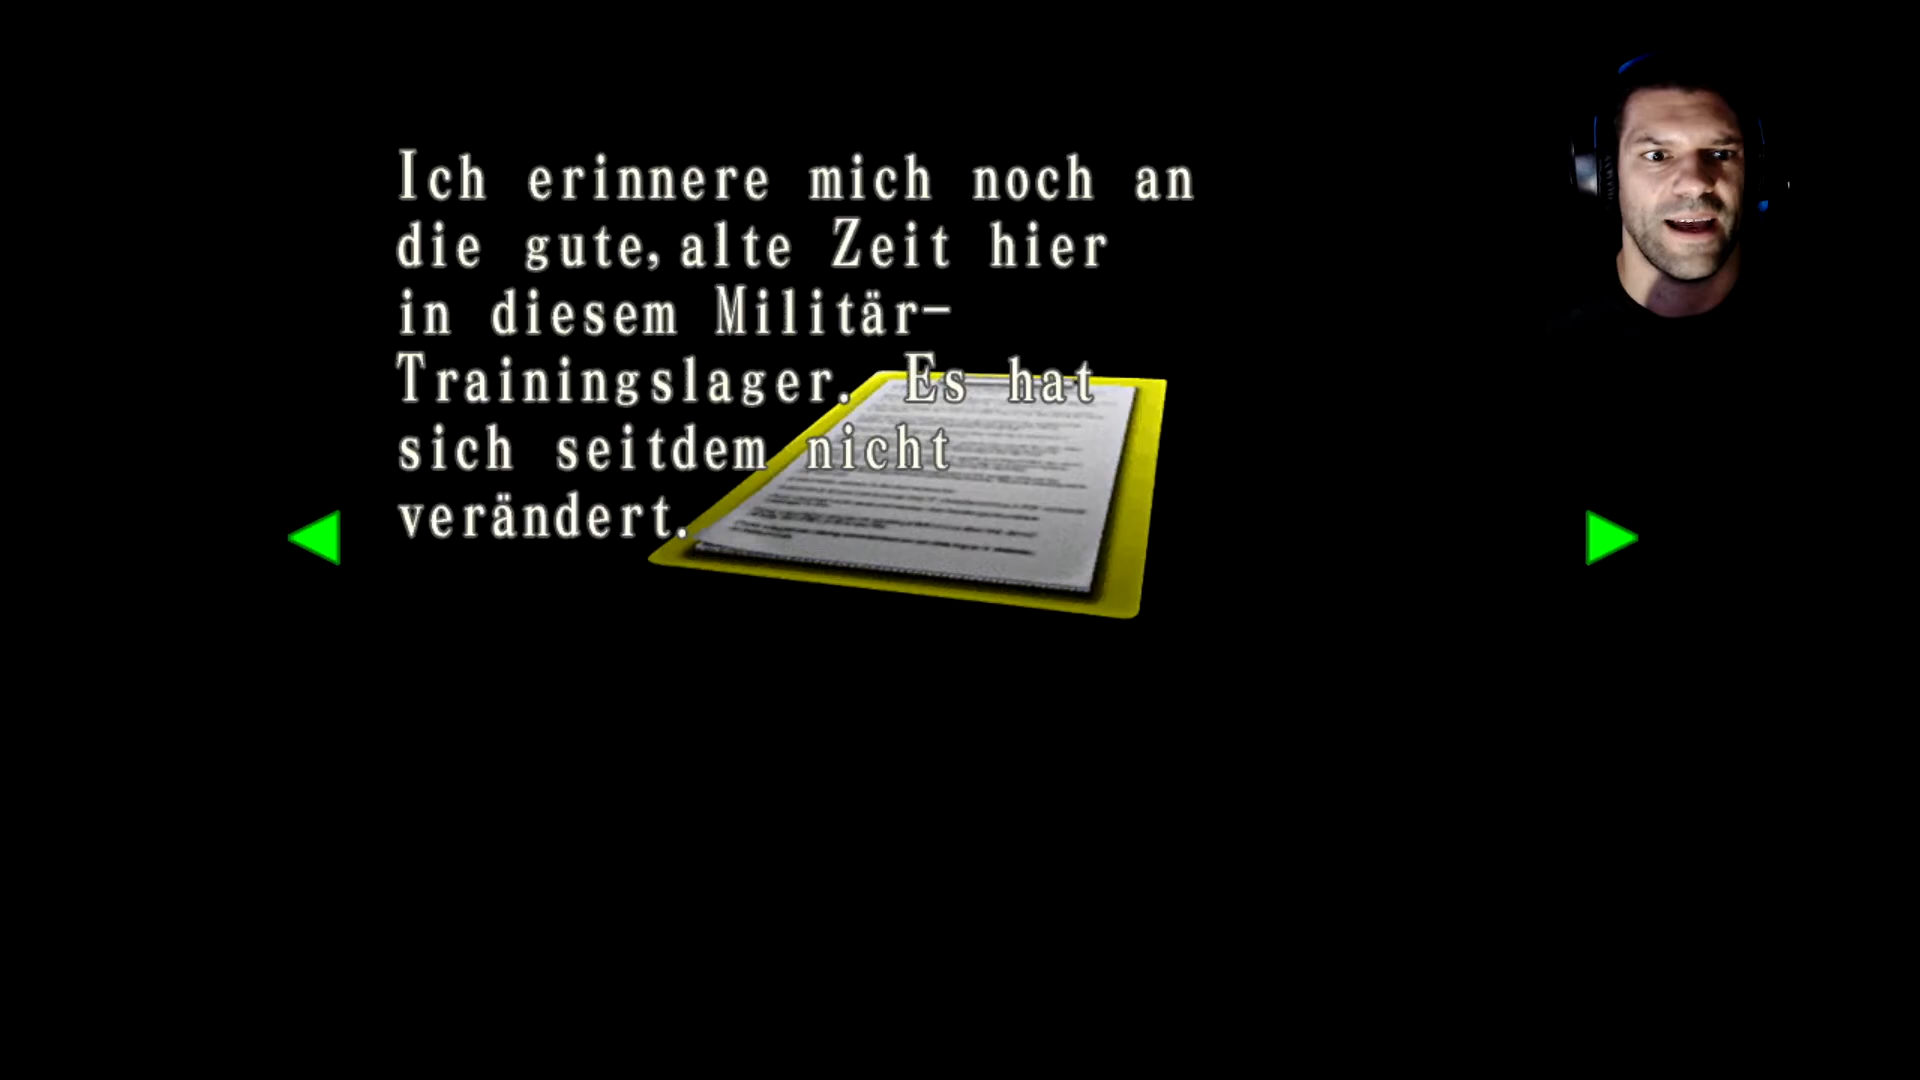 Ich erinnere mich noch an
die gute, alte Zeit hier
in diesem Militär-
Trainingslager. Es hat
sich seitdem nicht
verändert.